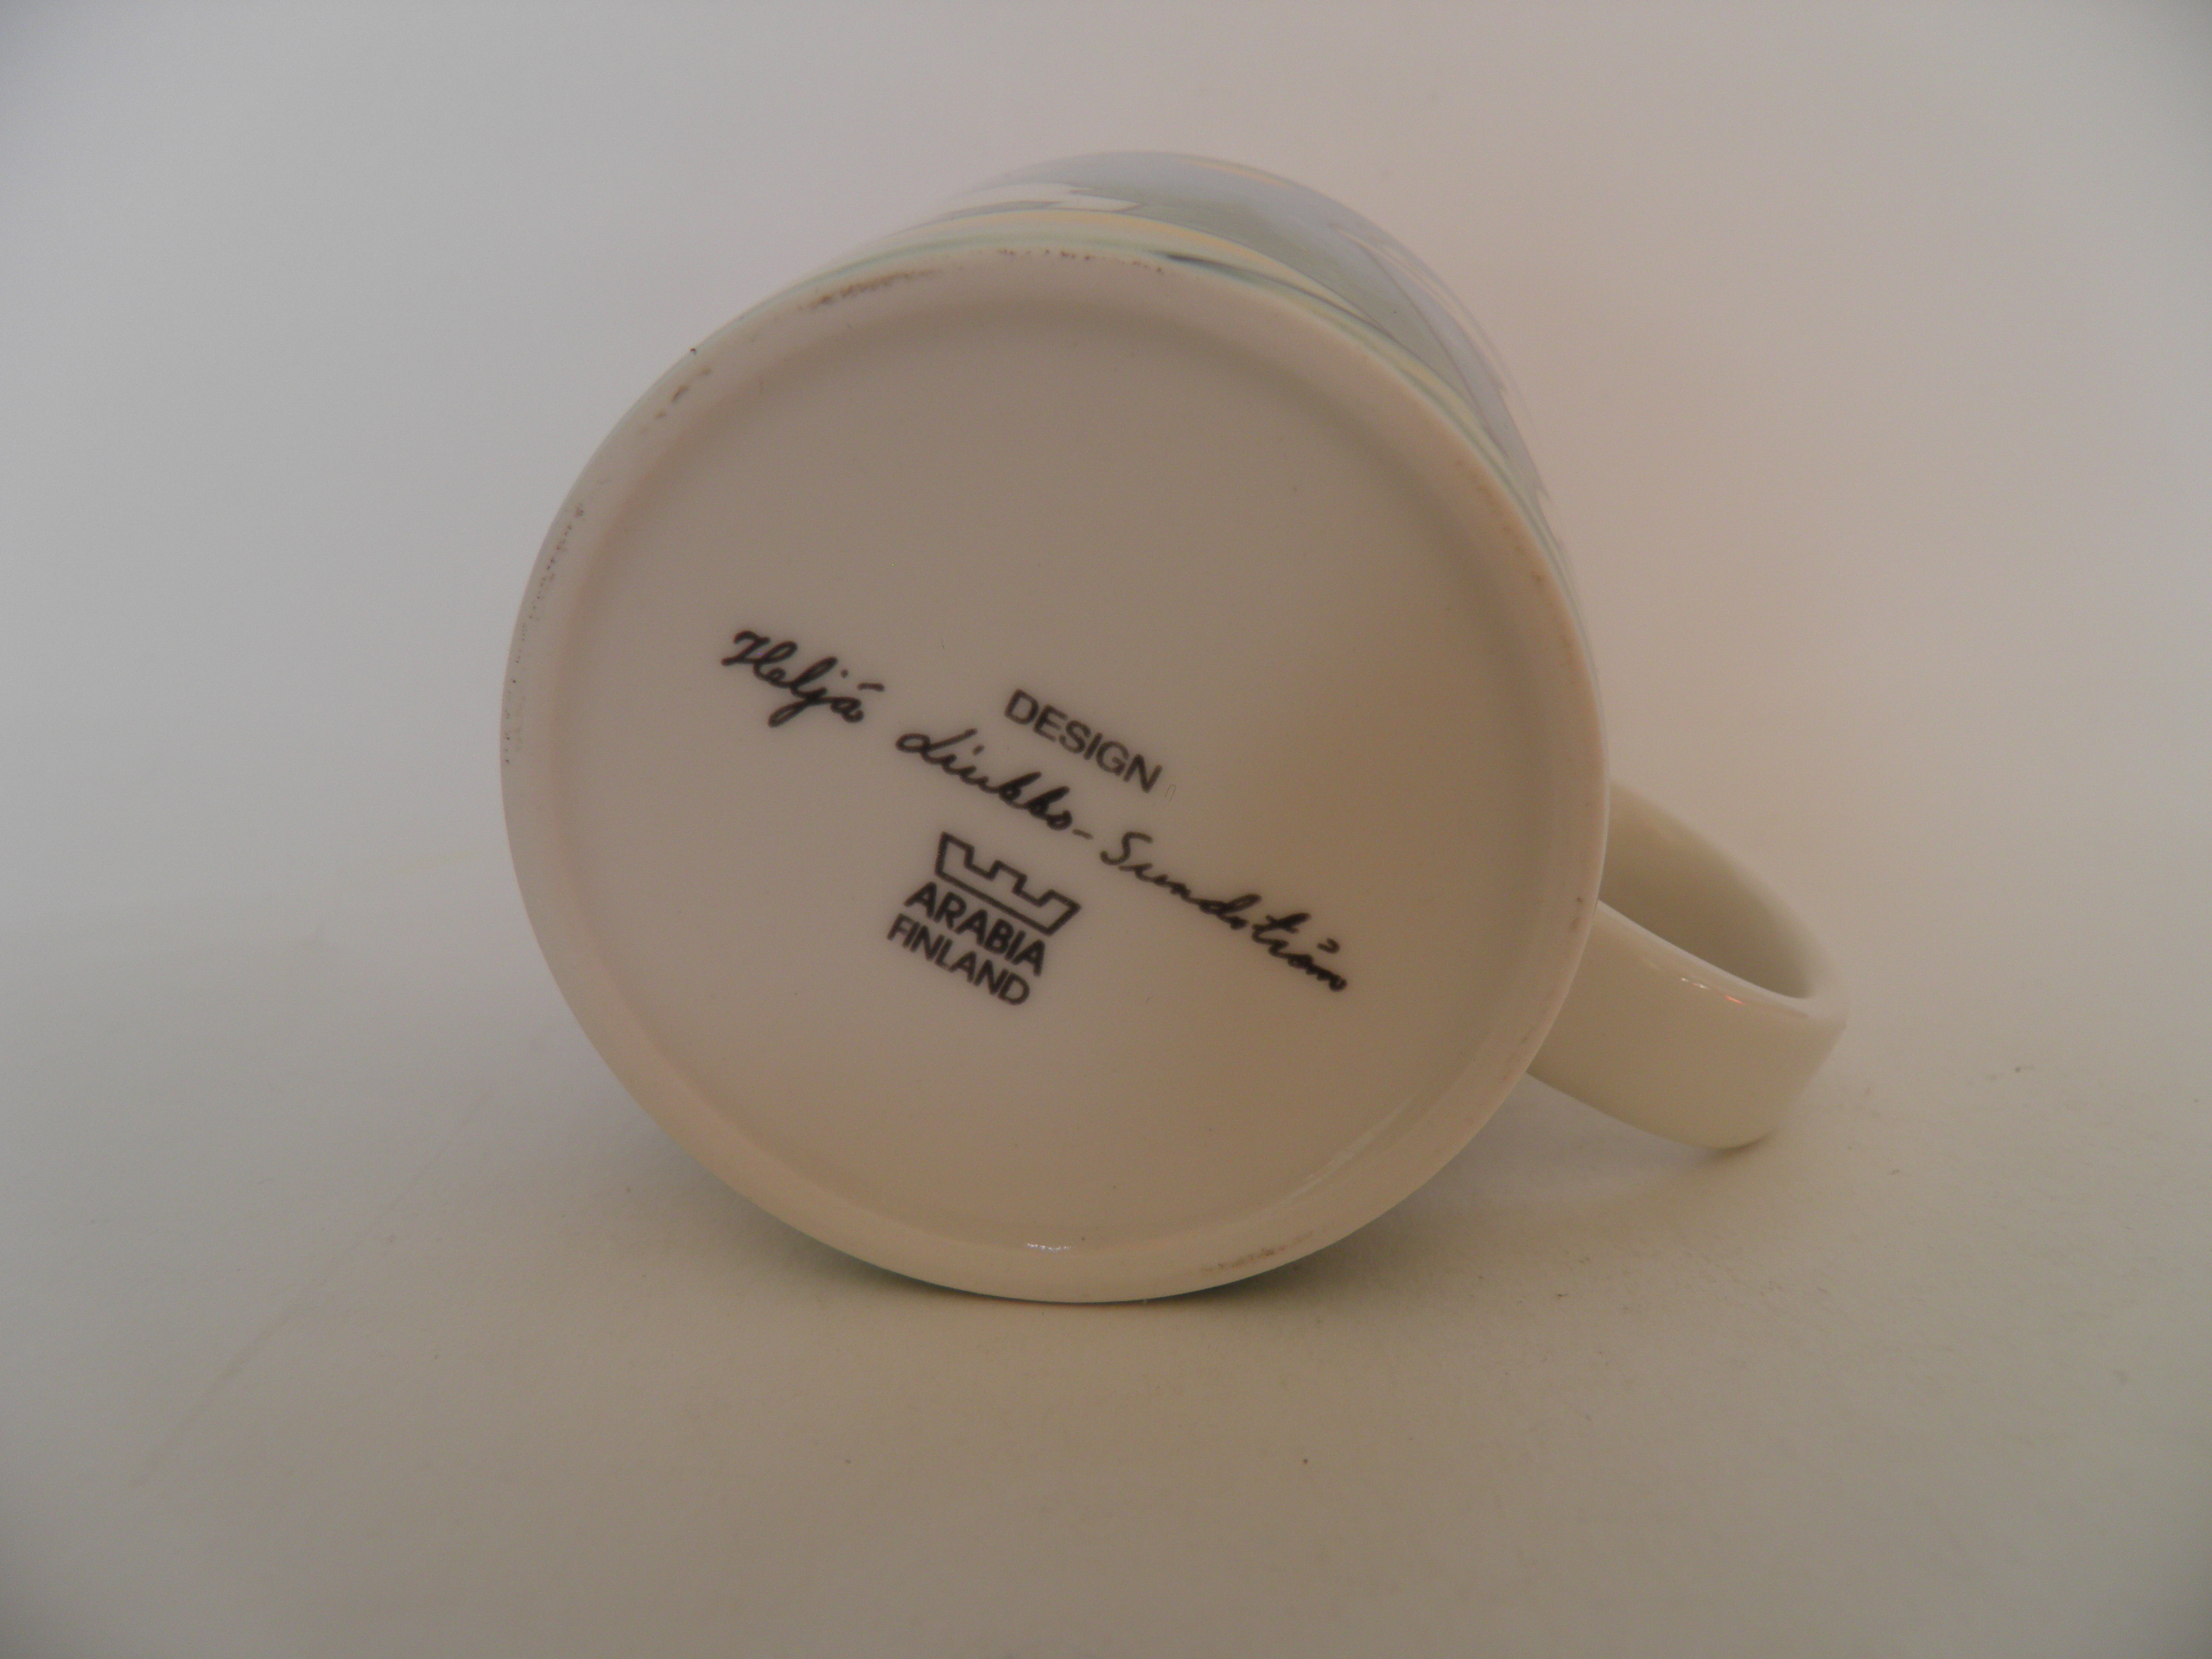 DESIGN
Heljä Liukko-Sundström
ARABIA
FINLAND